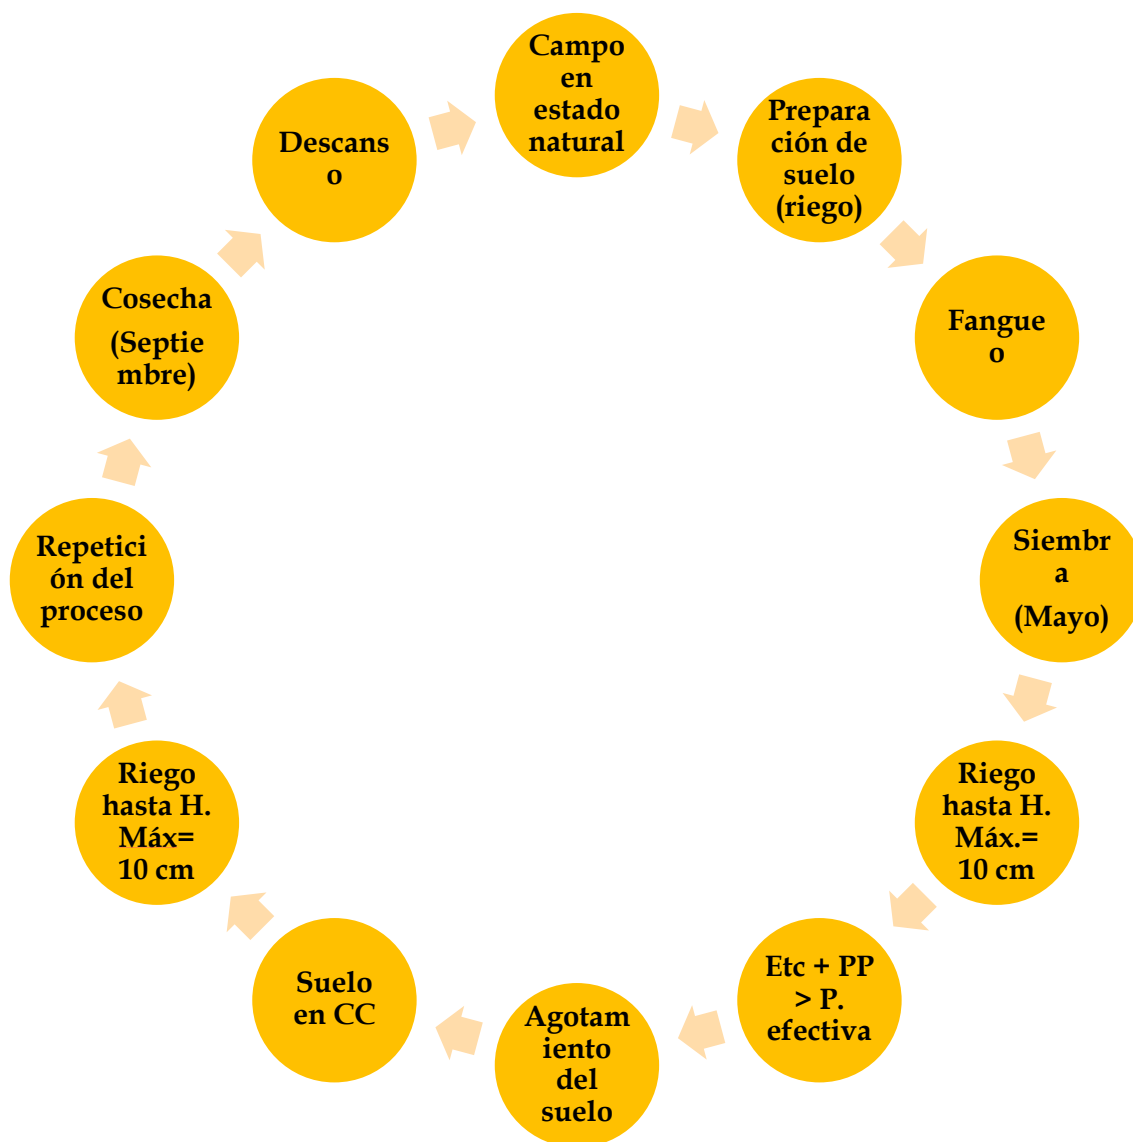 Campo
en
estado
natural
Prepara
ción de
suelo
(riego)
Fangue
o
Siembr
a
(Mayo)
Riego
hasta H.
Máx.=
10 cm
Etc + PP
> P.
efectiva
Agotam
iento
del
suelo
Suelo
en CC
Riego
hasta H.
Máx=
10 cm
Repetici
ón del
proceso
Cosecha
(Septie
mbre)
Descans
o